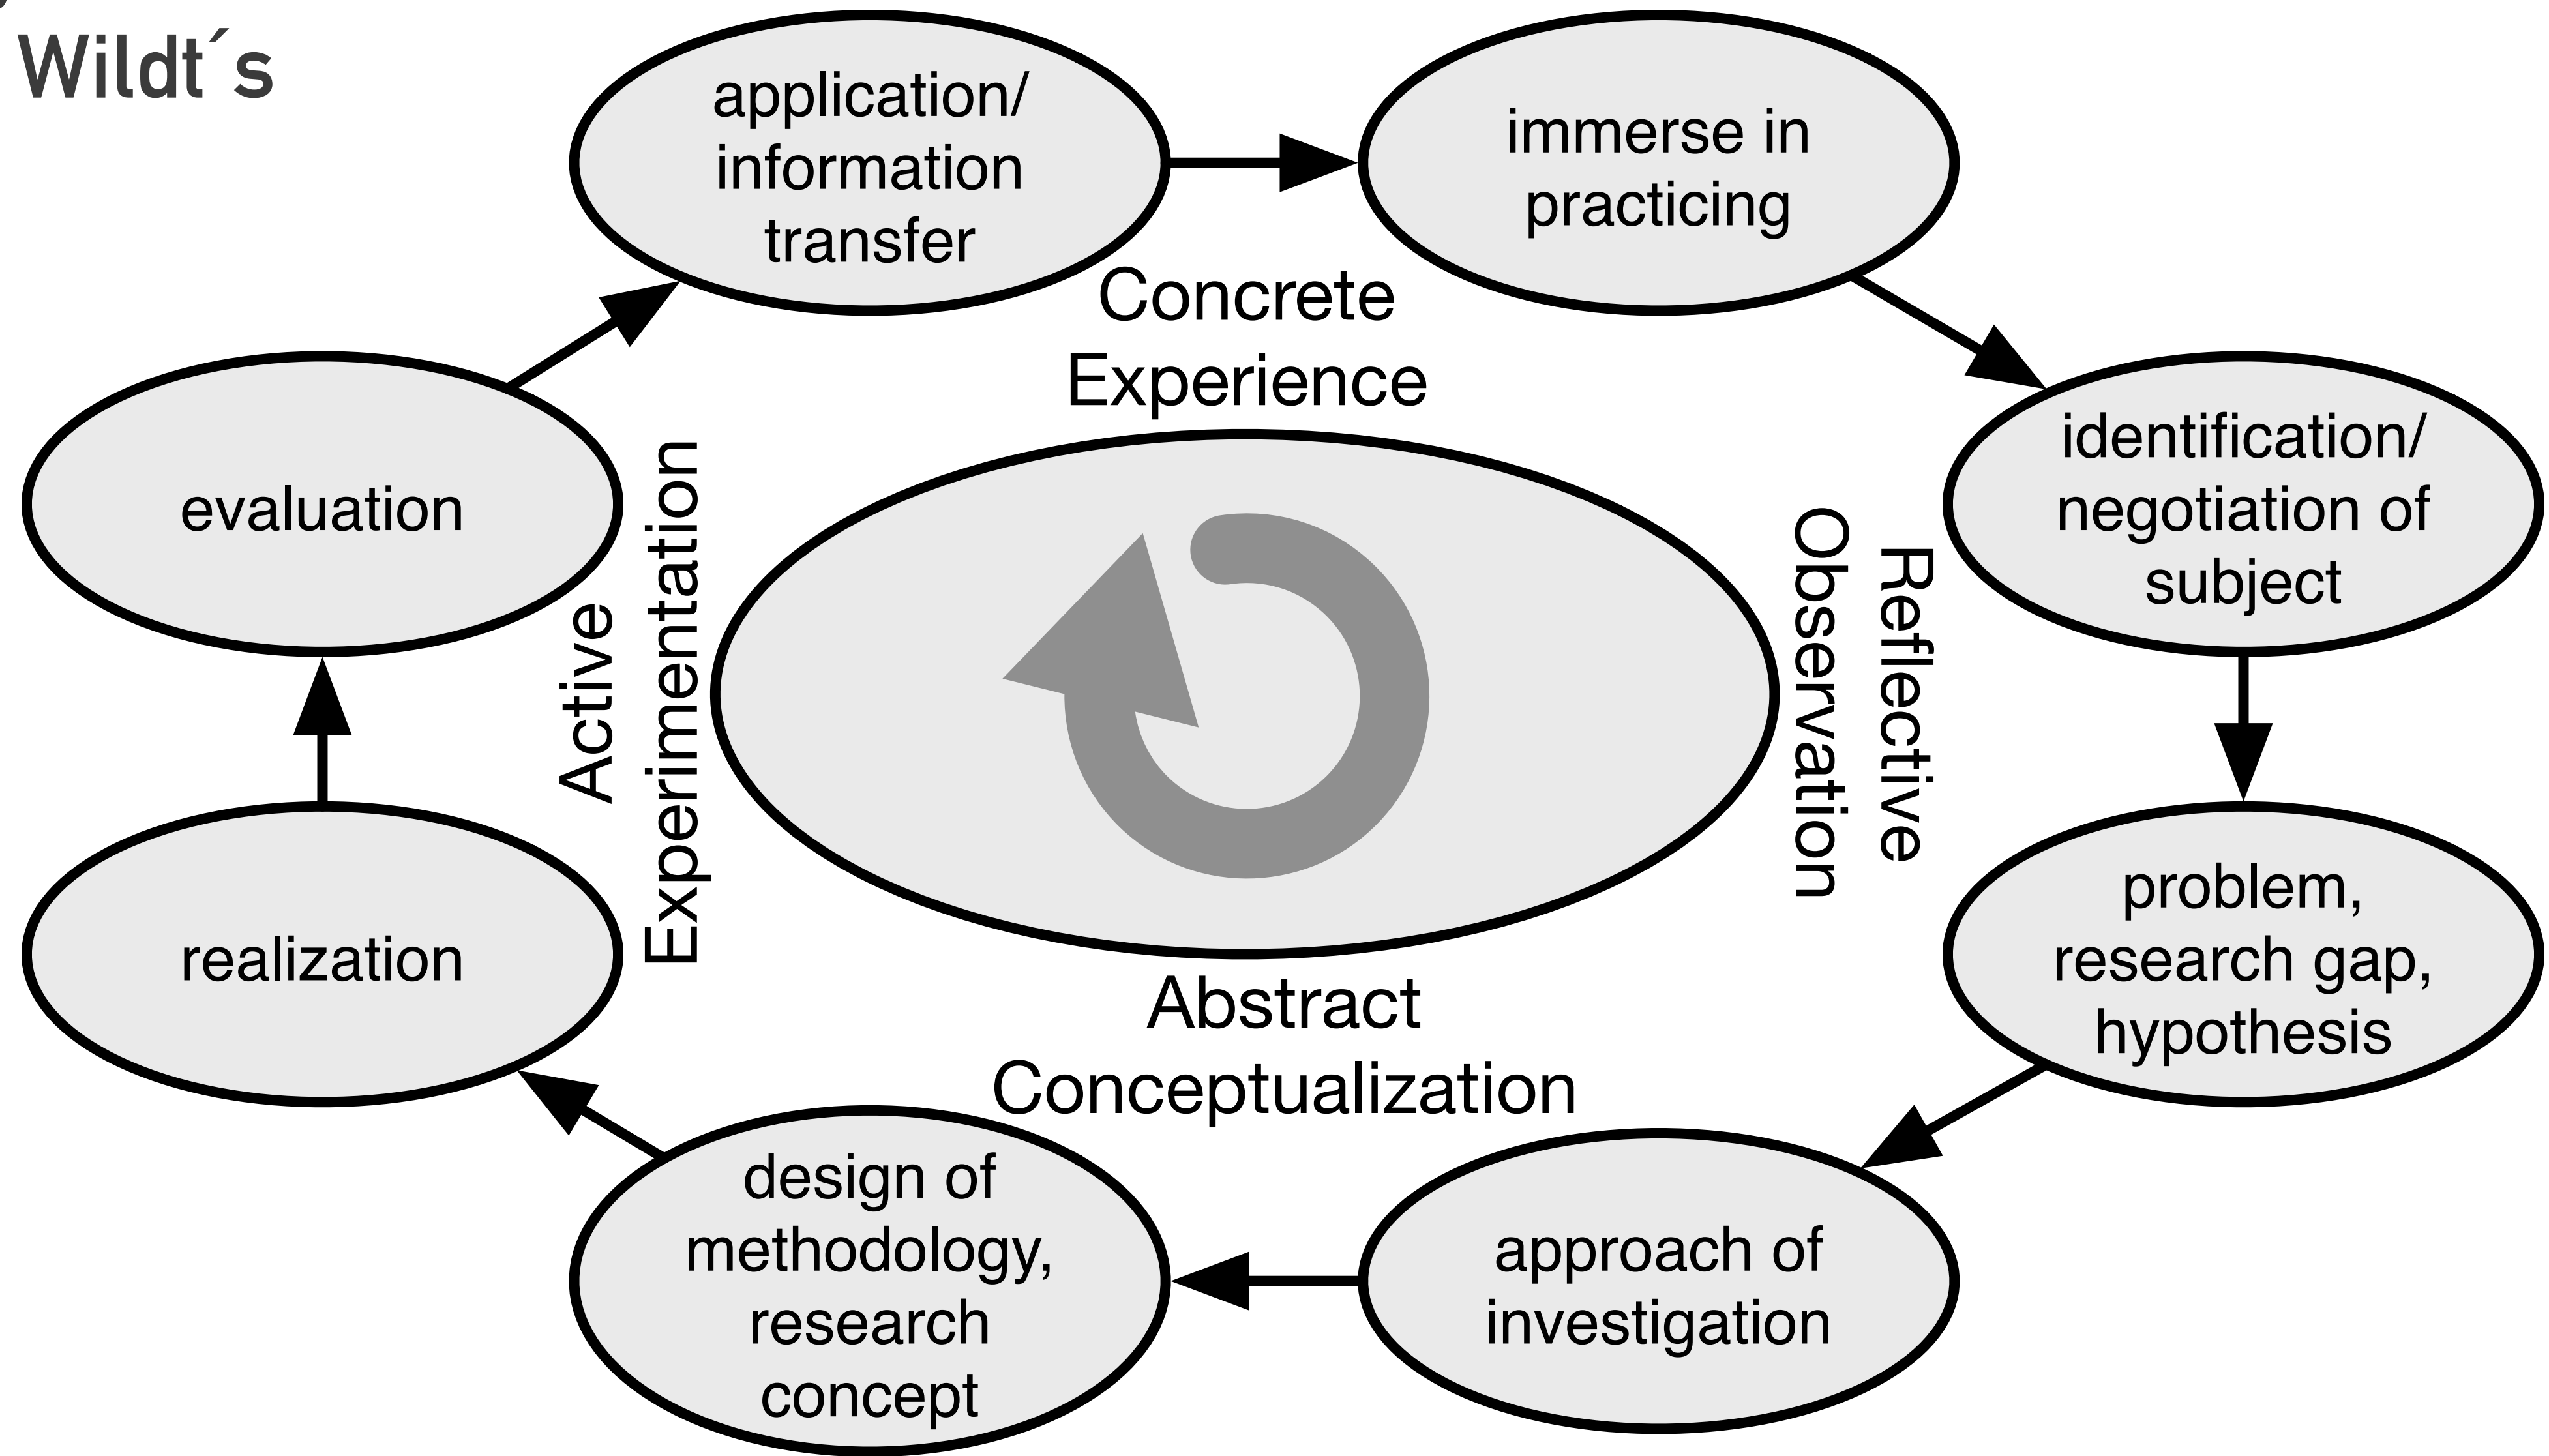 Wildt´s
application/
information
transfer
immerse in
practicing
Concrete
Experience
identification/
negotiation of
subject
evaluation
Active
Experimentation
Reflective
Observation
problem,
research gap,
hypothesis
realization
Abstract
Conceptualization
design of
methodology,
research
concept
approach of
investigation